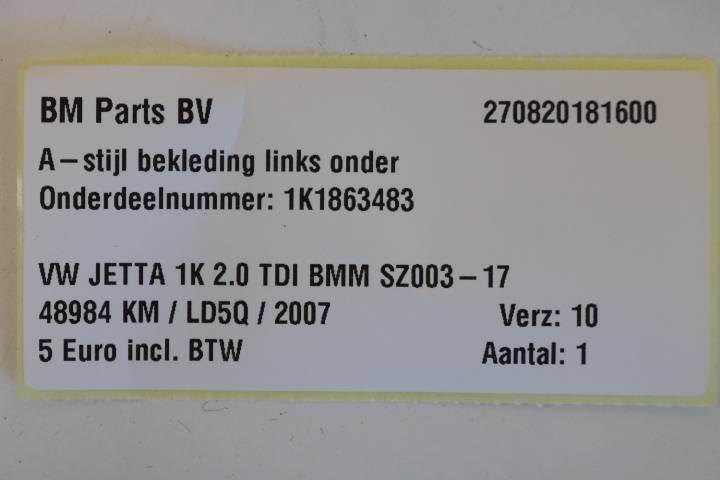 BM Parts BV 270820181600
A-stijl bekleding links onder
Onderdeelnummer: 1K1863483
VW JETTA 1K 2.0 TDI BMM SZ003-17
48984 KM / LD5Q / 2007 Verz: 10
5 Euro incl. BTW Aantal: 1